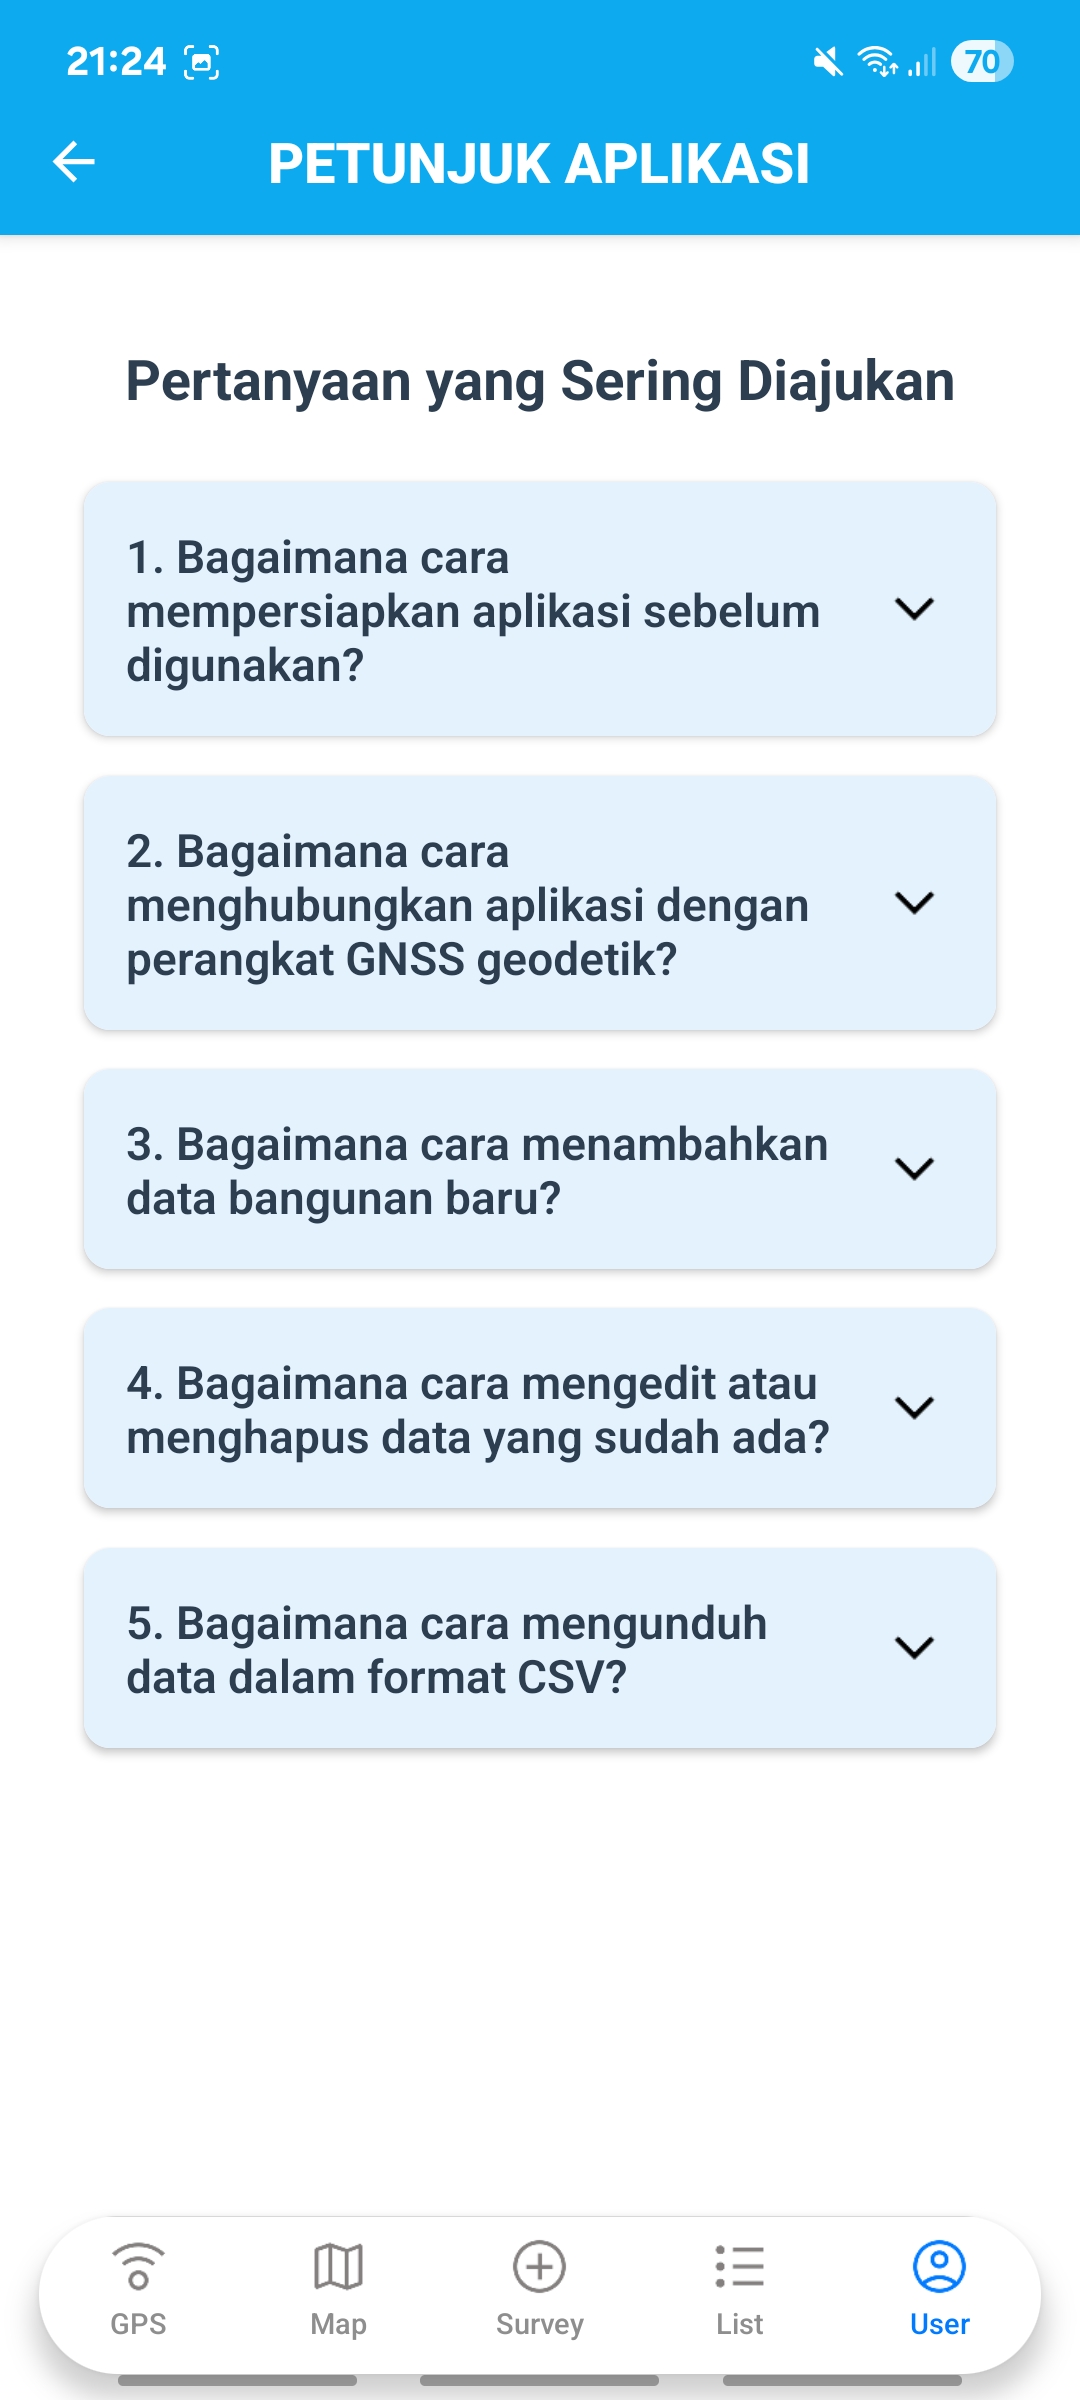 21:24
70
PETUNJUK APLIKASI
Pertanyaan yang Sering Diajukan
1. Bagaimana cara
mempersiapkan aplikasi sebelum
digunakan?
2. Bagaimana cara
menghubungkan aplikasi dengan
perangkat GNSS geodetik?
3. Bagaimana cara menambahkan
data bangunan baru?
4. Bagaimana cara mengedit atau
menghapus data yang sudah ada?
5. Bagaimana cara mengunduh
data dalam format CSV?
GPS
Map
Survey
List
User